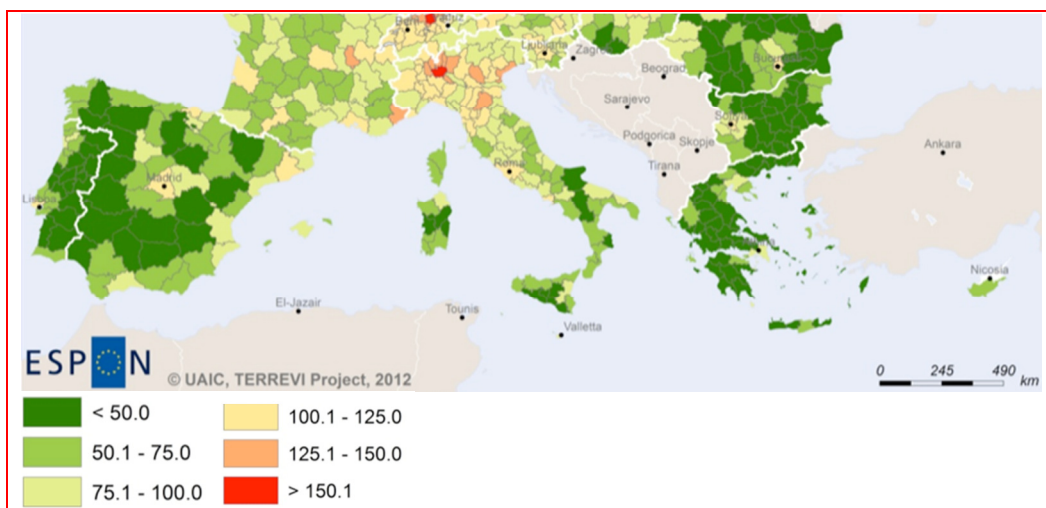 Bern
Vaduz
Ljubljana
Zagreb
Bucuresti
Beograd
Sarajevo
Sofiya
Podgorica
Skopje
Ankara
Tirana
Roma
Madrid
Lisboa
Nicosia
El-Jazair
Tounis
Valletta
ESPON
© UAIC, TERREVI Project, 2012
0 245 490
km
< 50.0
100.1 - 125.0
50.1 - 75.0
125.1 - 150.0
75.1 - 100.0
> 150.1